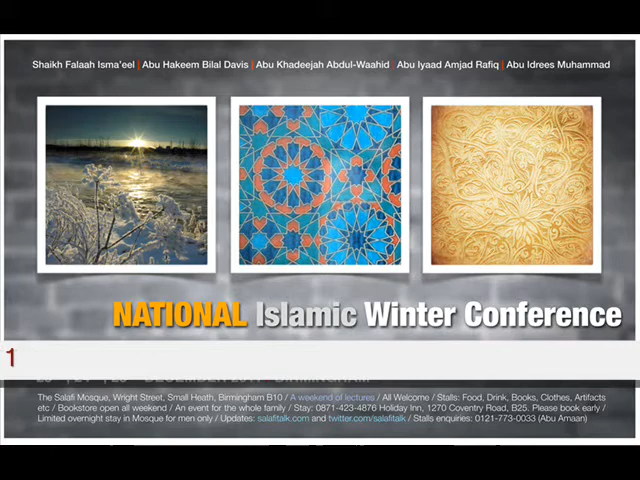 Shaikh Falaah Isma'eel | Abu Hakeem Bilal Davis | Abu Khadeejah Abdul-Waahid | Abu Iyaad Amjad Rafiq | Abu Idrees Muhammad
NATIONAL Islamic Winter Conference
1
The Salafi Mosque, Wright Street, Small Heath, Birmingham B10 / A weekend of lectures / All Welcome / Stalls: Food, Drink, Books, Clothes, Artifacts
etc / Bookstore open all weekend / An event for the whole family / Stay: 0871-423-4876 Holiday Inn, 1270 Coventry Road, B25. Please book early /
Limited overnight stay in Mosque for men only / Updates: salafitalk.com and twitter.com/salafitalk / Stalls enquiries: 0121-773-0033 (Abu Amaan)